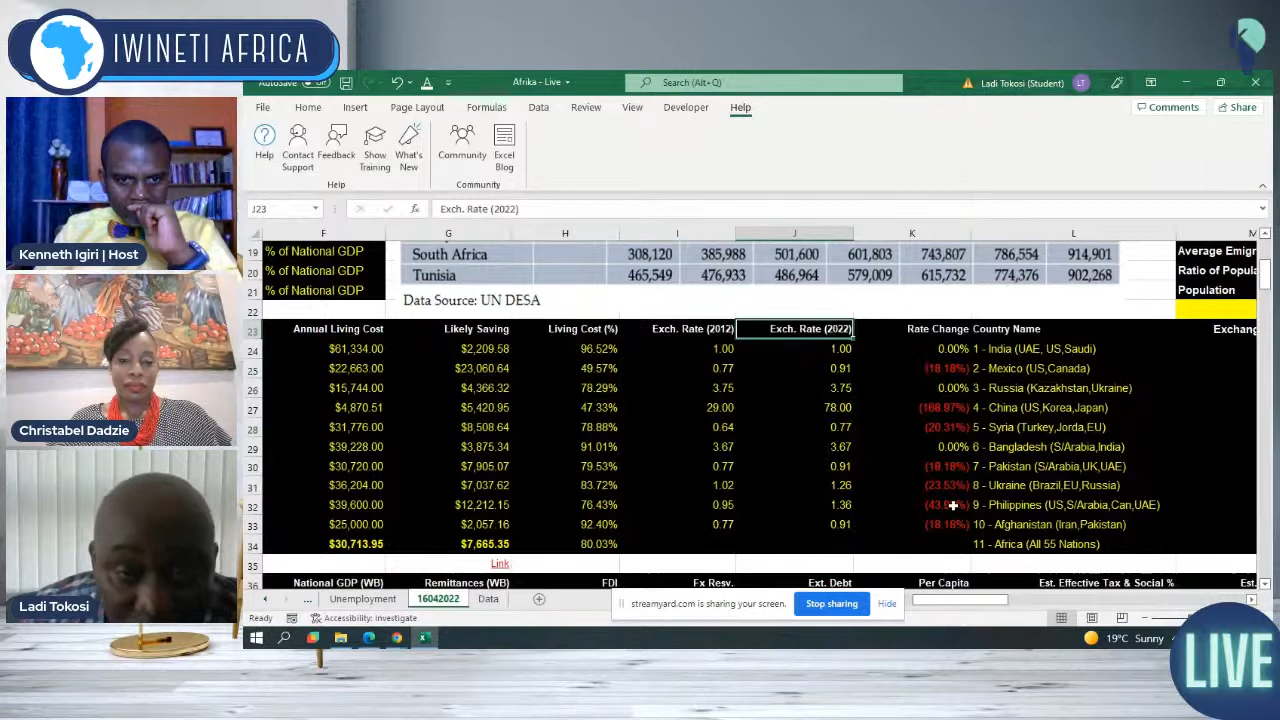 IWINETI AFRICA
Kenneth Igiri | Host
Christabel Dadzie
Ladi Tokosi
AutoSave Off
Afrika - Live
Search (Alt+Q)
Ladi Tokosi (Student) LT
File Home Insert Page Layout Formulas Data Review View Developer Help
Comments Share
Help Contact Support Feedback Show Training What's New Community Excel Blog
Help Community
J23 fx Exch. Rate (2022)
F G H I J K L M
19 % of National GDP South Africa 308,120 385,988 501,600 601,803 743,807 786,554 914,901 Average Emigr
20 % of National GDP Tunisia 465,549 476,933 486,964 579,009 615,732 774,376 902,268 Ratio of Popula
21 % of National GDP Data Source: UN DESA Population
22
23 Annual Living Cost Likely Saving Living Cost (%) Exch. Rate (2012) Exch. Rate (2022) Rate Change Country Name Exchang
24 $61,334.00 $2,209.58 96.52% 1.00 1.00 0.00% 1 - India (UAE, US,Saudi)
25 $22,663.00 $23,060.64 49.57% 0.77 0.91 (18.18%) 2 - Mexico (US,Canada)
26 $15,744.00 $4,366.32 78.29% 3.75 3.75 0.00% 3 - Russia (Kazakhstan,Ukraine)
27 $4,870.51 $5,420.95 47.33% 29.00 78.00 (168.97%) 4 - China (US,Korea,Japan)
28 $31,776.00 $8,508.64 78.88% 0.64 0.77 (20.31%) 5 - Syria (Turkey,Jorda,EU)
29 $39,228.00 $3,875.34 91.01% 3.67 3.67 0.00% 6 - Bangladesh (S/Arabia,India)
30 $30,720.00 $7,905.07 79.53% 0.77 0.91 (18.18%) 7 - Pakistan (S/Arabia,UK,UAE)
31 $36,204.00 $7,037.62 83.72% 1.02 1.26 (23.53%) 8 - Ukraine (Brazil,EU,Russia)
32 $39,600.00 $12,212.15 76.43% 0.95 1.36 9 - Philippines (US,S/Arabia,Can,UAE)
33 $25,000.00 $2,057.16 92.40% 0.77 0.91 (18.18%) 10 - Afghanistan (Iran,Pakistan)
34 $30,713.95 $7,665.35 80.03% 11 - Africa (All 55 Nations)
35 Link
36 National GDP (WB) Remittances (WB) FDI Fx Resv. Ext. Debt Per Capita Est. Effective Tax & Social % Est.
... Unemployment 16042022 Data
streamyard.com is sharing your screen. Stop sharing Hide
Ready Accessibility: Investigate
19°C Sunny
LIVE